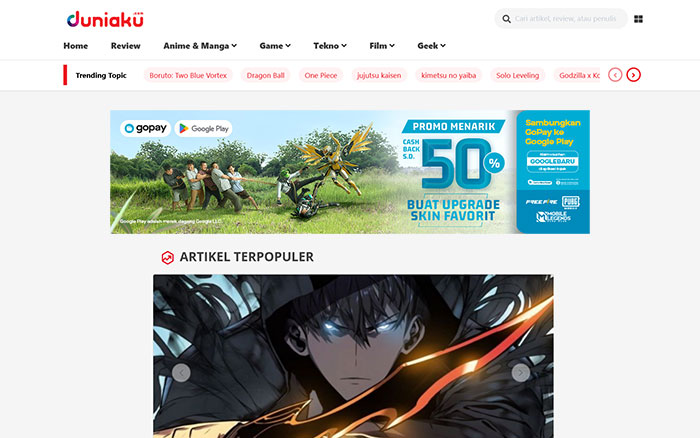 duniaku
.com
Cari artikel, review, atau penulis
Home Review Anime & Manga Game Tekno Film Geek
Trending Topic Boruto: Two Blue Vortex Dragon Ball One Piece jujutsu kaisen kimetsu no yaiba Solo Leveling Godzilla x Ko
gopay Google Play
PROMO MENARIK
CASH
BACK
S.D.
50%
BUAT UPGRADE
SKIN FAVORIT
Sambungkan
GoPay ke
Google Play
GOOGLEBARU
FREE FIRE PUBG
MOBILE
MOBILE
LEGENDS
Google Play adalah merek dagang Google LLC.
ARTIKEL TERPOPULER